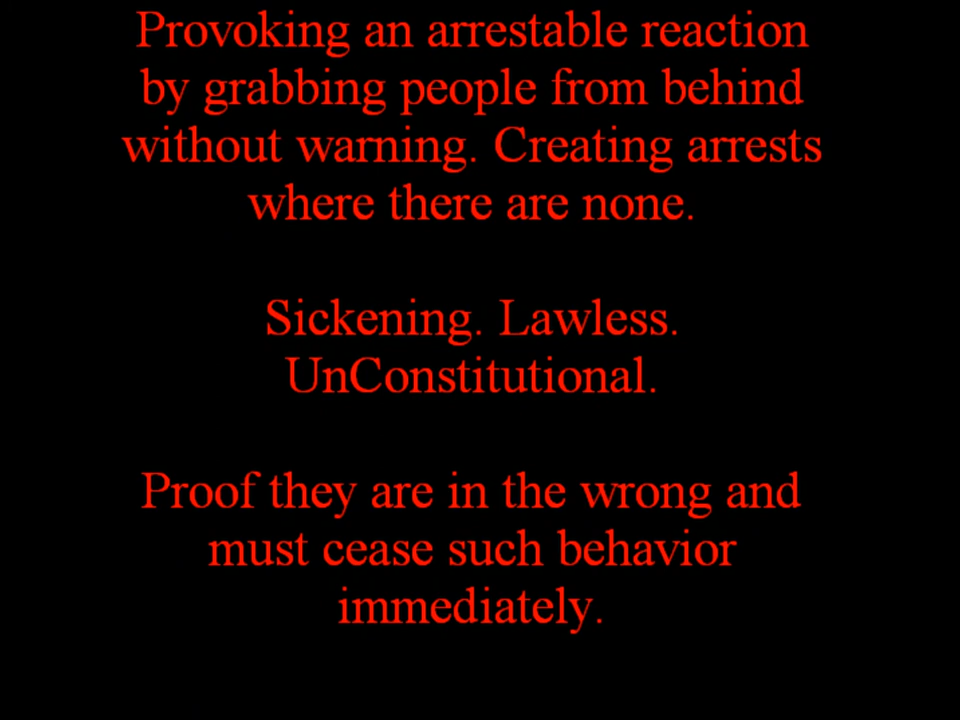 Provoking an arrestable reaction
by grabbing people from behind
without warning. Creating arrests
where there are none.
Sickening. Lawless.
UnConstitutional.
Proof they are in the wrong and
must cease such behavior
immediately.